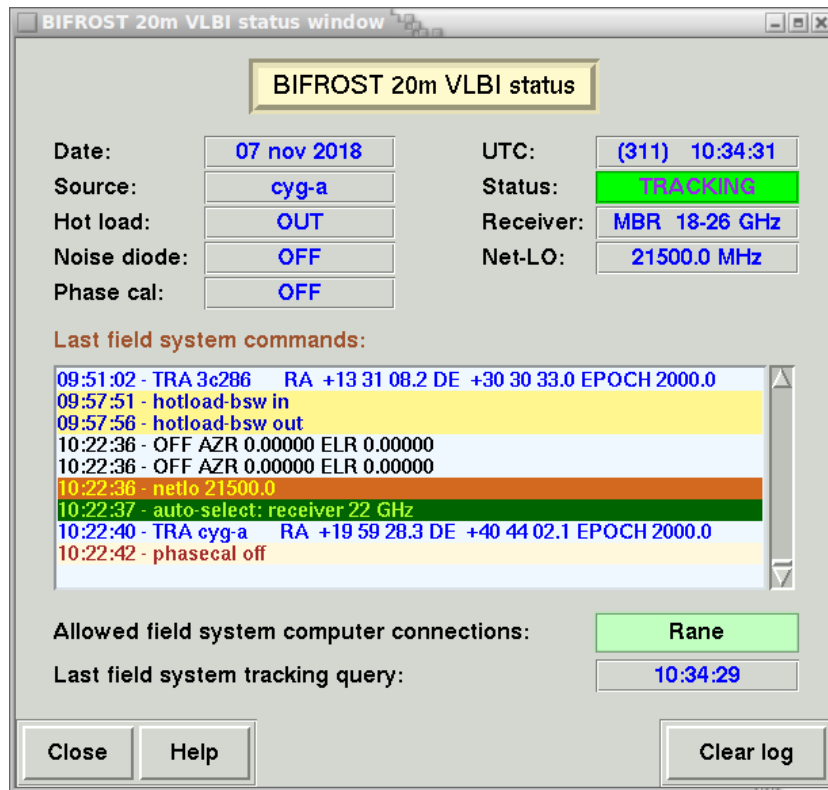 BIFROST 20m VLBI status window
BIFROST 20m VLBI status
Date: 07 nov 2018 UTC: (311) 10:34:31
Source: cyg-a Status: TRACKING
Hot load: OUT Receiver: MBR 18-26 GHz
Noise diode: OFF Net-LO: 21500.0 MHz
Phase cal: OFF
Last field system commands:
09:51:02 - TRA 3c286 RA +13 31 08.2 DE +30 30 33.0 EPOCH 2000.0
09:57:51 - hotload-bsw in
09:57:56 - hotload-bsw out
10:22:36 - OFF AZR 0.00000 ELR 0.00000
10:22:36 - OFF AZR 0.00000 ELR 0.00000
10:22:36 - netlo 21500.0
10:22:37 - auto-select: receiver 22 GHz
10:22:40 - TRA cyg-a RA +19 59 28.3 DE +40 44 02.1 EPOCH 2000.0
10:22:42 - phasecal off
Allowed field system computer connections: Rane
Last field system tracking query: 10:34:29
Close Help Clear log